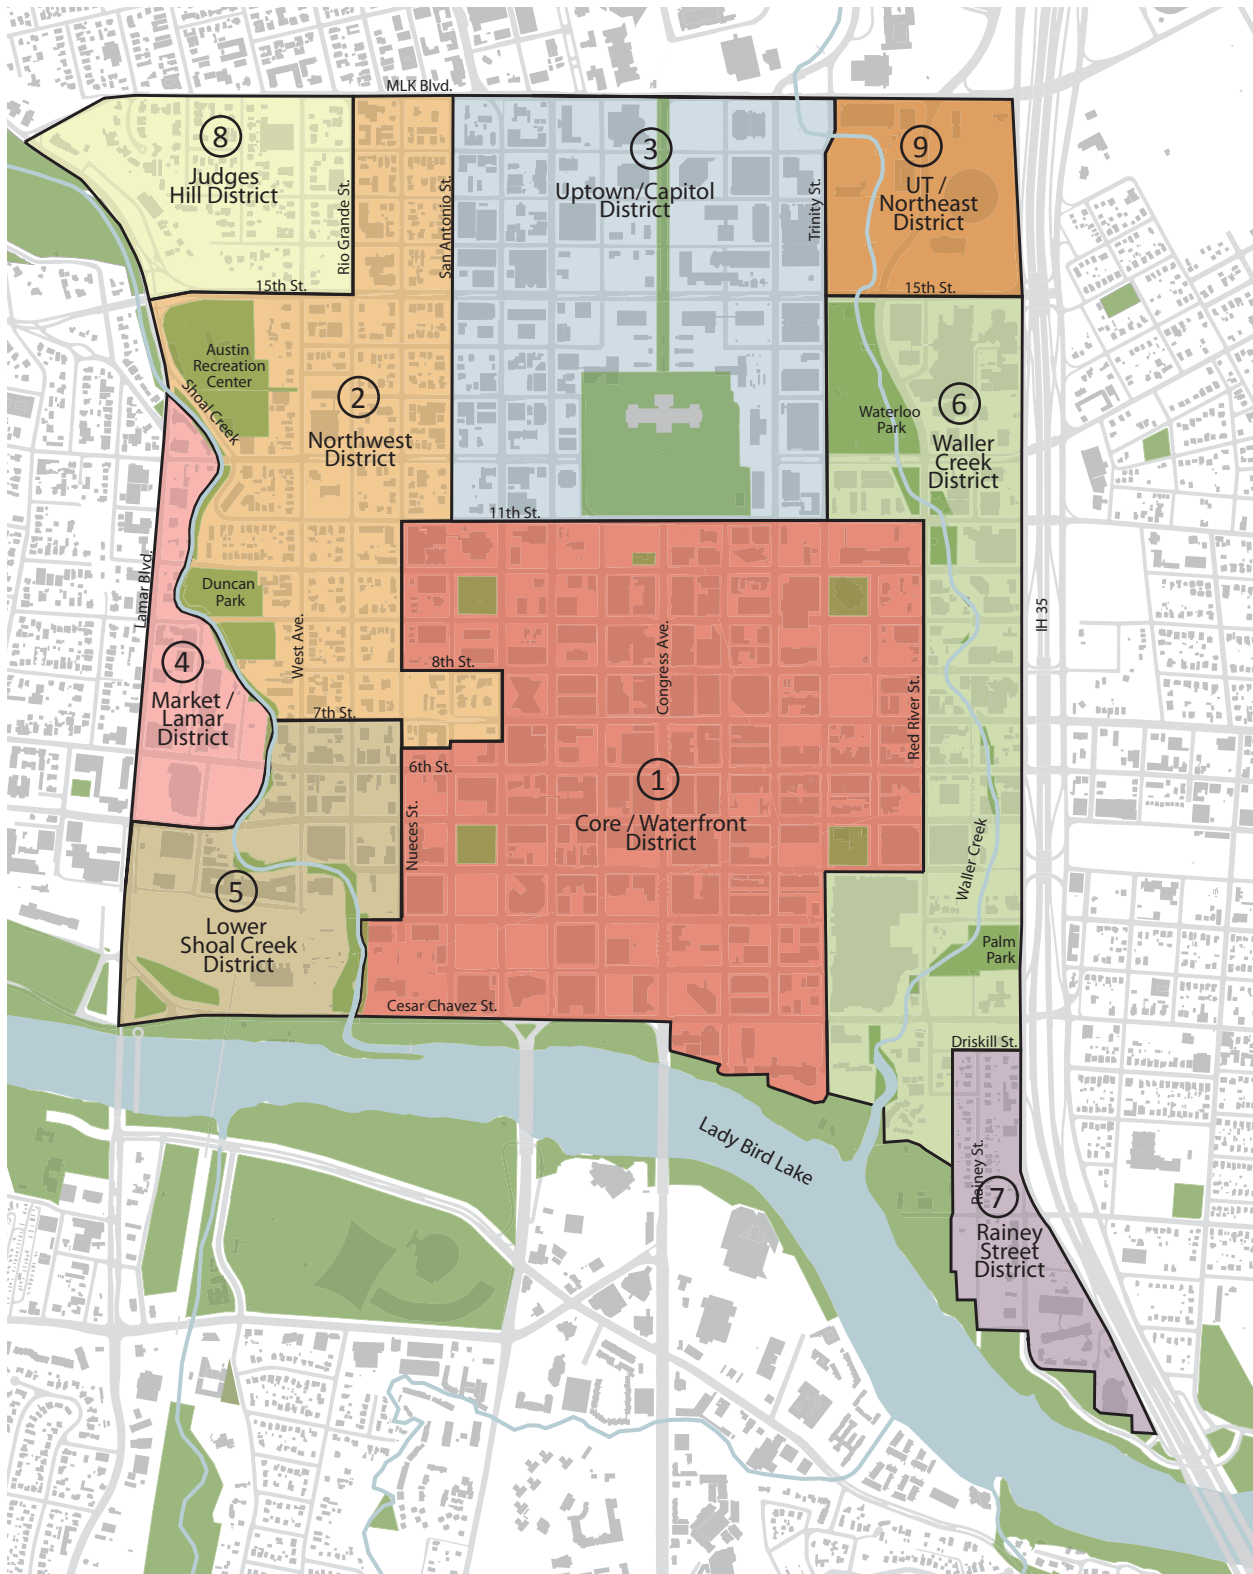 MLK Blvd.
8
Judges
Hill District
Rio Grande St.
San Antonio St.
3
Uptown/Capitol
District
Trinity St.
9
UT /
Northeast
District
15th St.
15th St.
Austin
Recreation
Center
Shoal Creek
2
Northwest
District
Waterloo
Park
6
Waller
Creek
District
11th St.
Lamar Blvd.
Duncan
Park
West Ave.
Congress Ave.
IH 35
4
Market /
Lamar
District
8th St.
7th St.
6th St.
Red River St.
1
Core / Waterfront
District
Nueces St.
Waller Creek
5
Lower
Shoal Creek
District
Palm
Park
Cesar Chavez St.
Driskill St.
Lady Bird Lake
Rainey St.
7
Rainey
Street
District